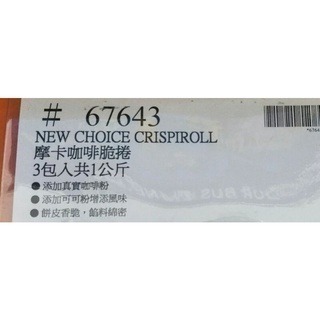 # 67643
NEW CHOICE CRISPIROLL
摩卡咖啡脆捲
3包入共1公斤
●添加真實咖啡粉
●添加可可粉增添風味
●餅皮香脆，餡料綿密